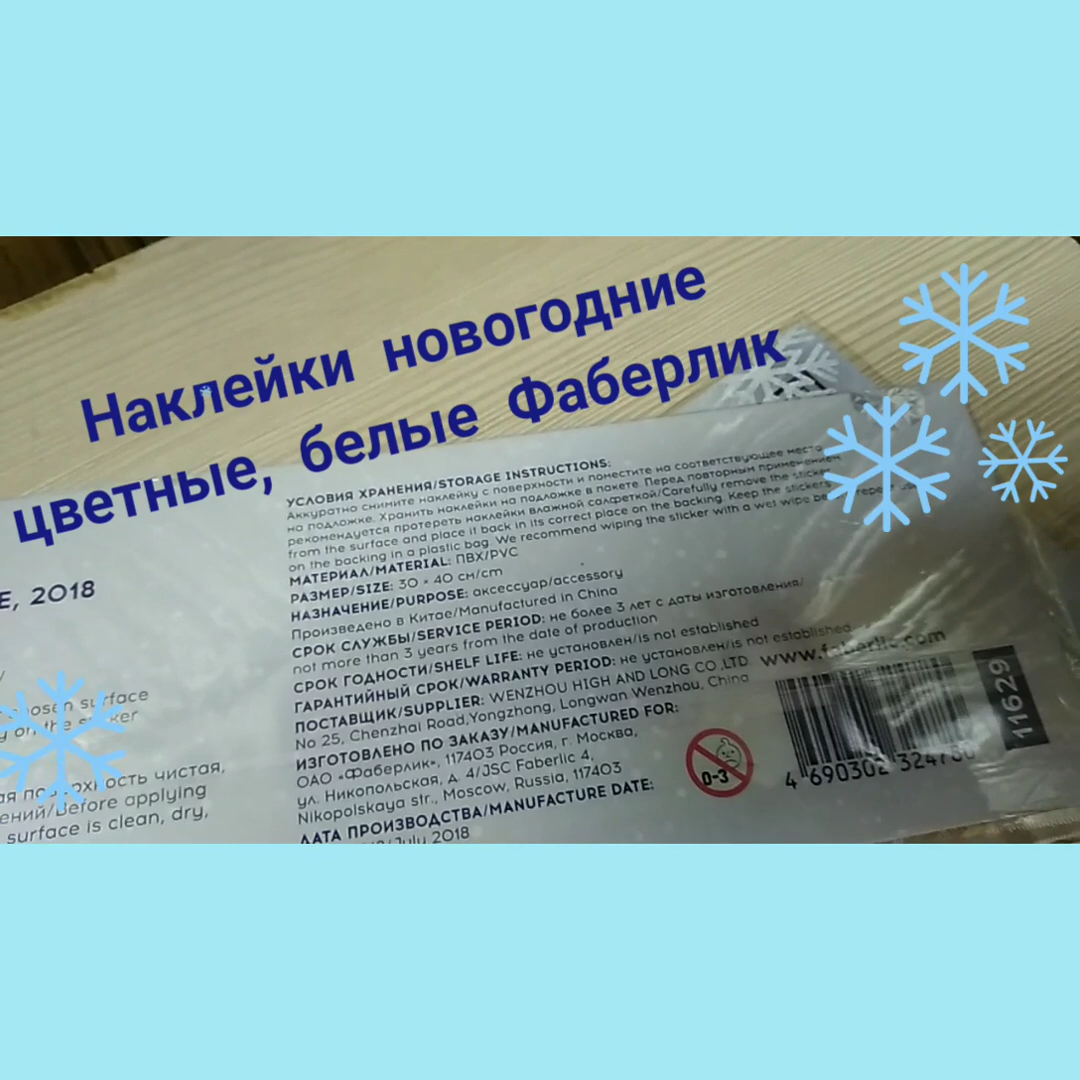 Наклейки новогодние
цветные, белые Фаберлик
УСЛОВИЯ ХРАНЕНИЯ/STORAGE INSTRUCTIONS:
Аккуратно снимите наклейку с поверхности и поместите на соответствующее место
на подложке. Хранить наклейки на подложке в пакете. Перед повторным применением
рекомендуется протереть наклейки влажной салфеткой/Carefully remove the sticker
from the surface and place it back in its correct place on the backing. Keep the stickers
on the backing in a plastic bag. We recommend wiping the sticker with a wet wipe
МАТЕРИАЛ/MATERIAL: ПВХ/PVC
РАЗМЕР/SIZE: 30 × 40 см/cm
НАЗНАЧЕНИЕ/PURPOSE: аксессуар/accessory
Произведено в Китае/Manufactured in China
СРОК СЛУЖБЫ/SERVICE PERIOD: не более 3 лет с даты изготовления/
not more than 3 years from the date of production
СРОК ГОДНОСТИ/SHELF LIFE: не установлен/is not established
ГАРАНТИЙНЫЙ СРОК/WARRANTY PERIOD: не установлен/is not established
ПОСТАВЩИК/SUPPLIER: WENZHOU HIGH AND LONG CO.,LTD
No 25, Chenzhai Road,Yongzhong, Longwan Wenzhou, China
ИЗГОТОВЛЕНО ПО ЗАКАЗУ/MANUFACTURED FOR:
ОАО «Фаберлик», 117403 Россия, г. Москва,
ул. Никопольская, д. 4/JSC Faberlic 4,
Nikopolskaya str., Moscow, Russia, 117403
ДАТА ПРОИЗВОДСТВА/MANUFACTURE DATE:
/July 2018
www.faberlic.com
11629
0-3
4 690302 3247
E, 2018
surface
on the sticker
чистая,
/Before applying
surface is clean, dry,